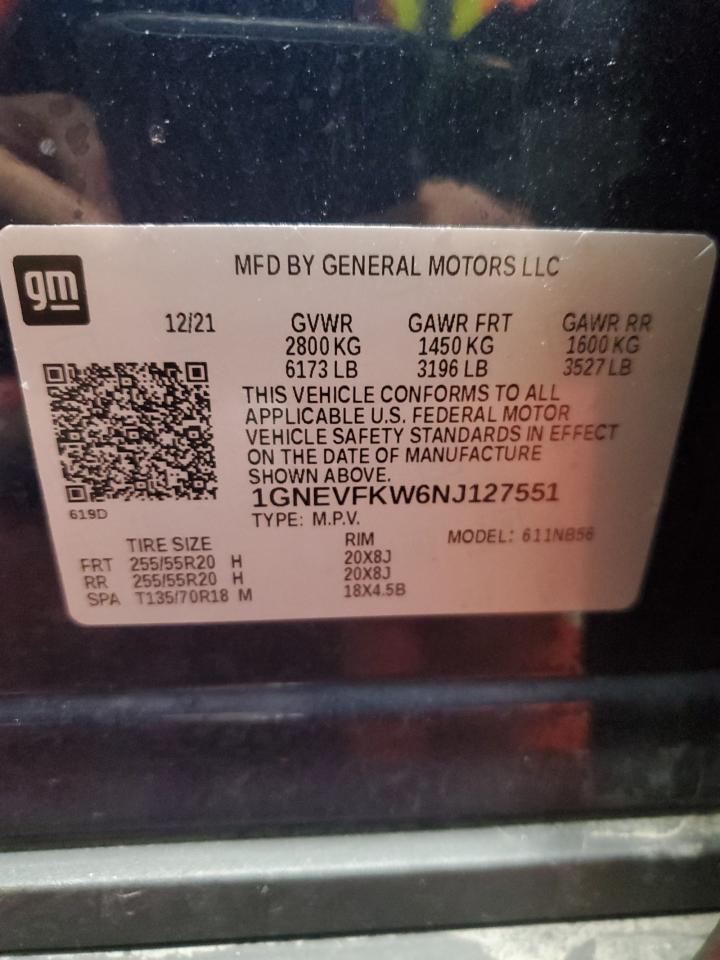 gm
MFD BY GENERAL MOTORS LLC
12/21 GVWR GAWR FRT GAWR RR
2800 KG 1450 KG 1600 KG
6173 LB 3196 LB 3527 LB
THIS VEHICLE CONFORMS TO ALL
APPLICABLE U.S. FEDERAL MOTOR
VEHICLE SAFETY STANDARDS IN EFFECT
ON THE DATE OF MANUFACTURE
SHOWN ABOVE.
1GNEVFKW6NJ127551
619D
TYPE: M.P.V.
TIRE SIZE RIM MODEL: 611NB56
FRT 255/55R20 H 20X8J
RR 255/55R20 H 20X8J
SPA T135/70R18 M 18X4.5B